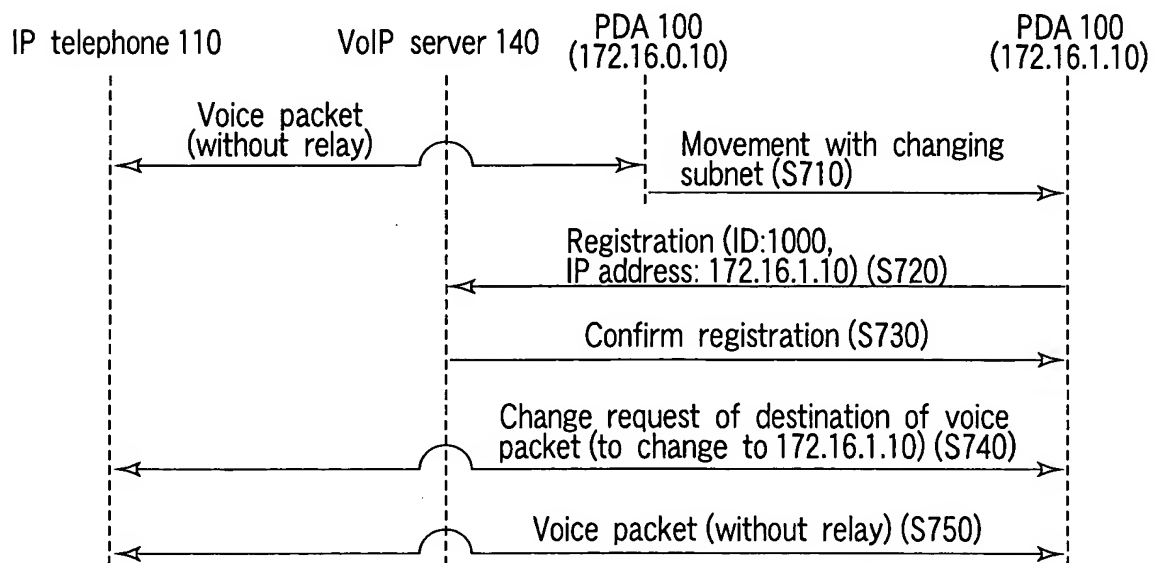 IP telephone 110
VoIP server 140
PDA 100
(172.16.0.10)
PDA 100
(172.16.1.10)
Voice packet
(without relay)
Movement with changing
subnet (S710)
Registration (ID:1000,
IP address: 172.16.1.10) (S720)
Confirm registration (S730)
Change request of destination of voice
packet (to change to 172.16.1.10) (S740)
Voice packet (without relay) (S750)